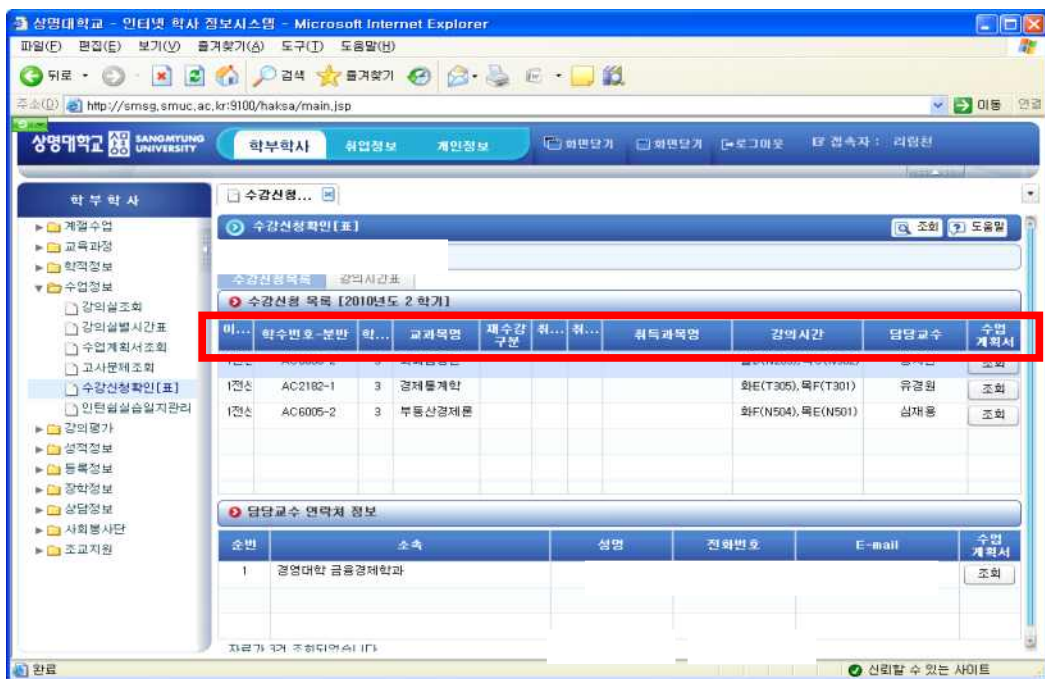 상명대학교 - 인터넷 학사 정보시스템 - Microsoft Internet Explorer
파일(F) 편집(E) 보기(V) 즐겨찾기(A) 도구(T) 도움말(H)
뒤로 검색 즐겨찾기
주소(D) http://smsg.smuc.ac.kr:9100/haksa/main.jsp 이동 연결
상명대학교 SANGMYUNG UNIVERSITY 학부학사 취업정보 개인정보 화면닫기 화면닫기 로그아웃 접속자 :
학부학사 수강신청...
계절수업
교육과정
학적정보
수업정보
강의실조회
강의실별시간표
수업계획서조회
고사문제조회
수강신청확인[표]
인턴쉽실습일지관리
강의평가
성적정보
등록정보
장학정보
상담정보
사회봉사단
조교지원
수강신청확인[표] 조회 도움말
수강신청목록 강의시간표
수강신청 목록 [2010년도 2 학기]
이... 학수번호-분반 학... 교과목명 재수강구분 취... 취... 취득과목명 강의시간 담당교수 수업계획서
조회
1전선 AC2182-1 3 경제통계학 화E(T305),목F(T301) 유경원 조회
1전선 AC6005-2 3 부동산경제론 화F(N504),목E(N501) 심재용 조회
담당교수 연락처 정보
순번 소속 성명 전화번호 E-mail 수업계획서
1 경영대학 금융경제학과 조회
자료가 3건 조회되었습니다
완료 신뢰할 수 있는 사이트